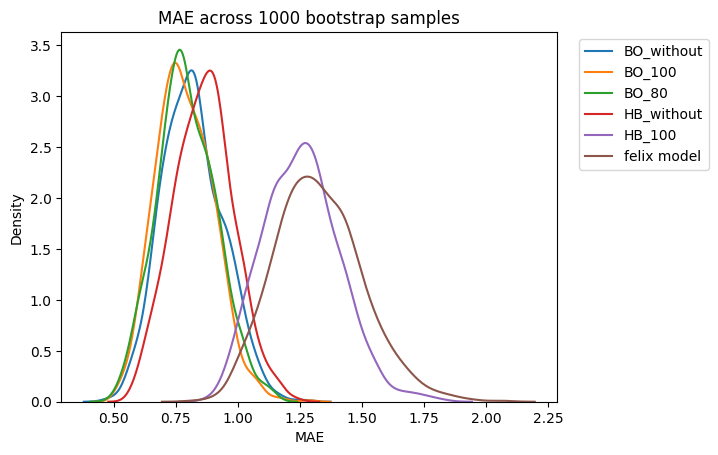 MAE across 1000 bootstrap samples
BO_without
BO_100
BO_80
HB_without
HB_100
felix model
Density
3.5
3.0
2.5
2.0
1.5
1.0
0.5
0.0
0.50
0.75
1.00
1.25
1.50
1.75
2.00
2.25
MAE